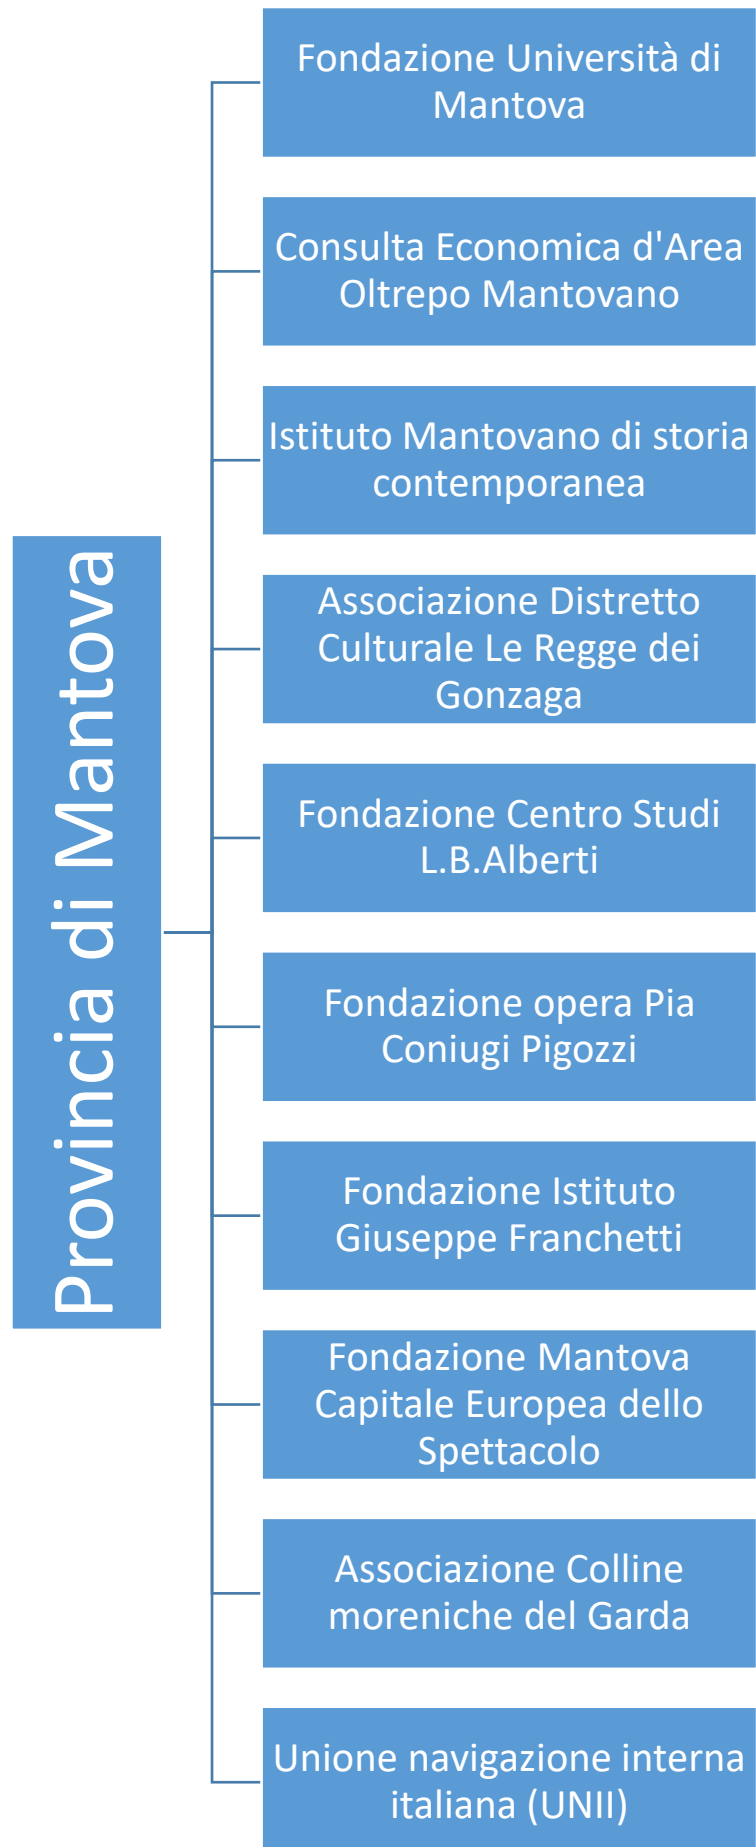 Provincia di Mantova
Fondazione Università di
Mantova
Consulta Economica d'Area
Oltrepo Mantovano
Istituto Mantovano di storia
contemporanea
Associazione Distretto
Culturale Le Regge dei
Gonzaga
Fondazione Centro Studi
L.B.Alberti
Fondazione opera Pia
Coniugi Pigozzi
Fondazione Istituto
Giuseppe Franchetti
Fondazione Mantova
Capitale Europea dello
Spettacolo
Associazione Colline
moreniche del Garda
Unione navigazione interna
italiana (UNII)